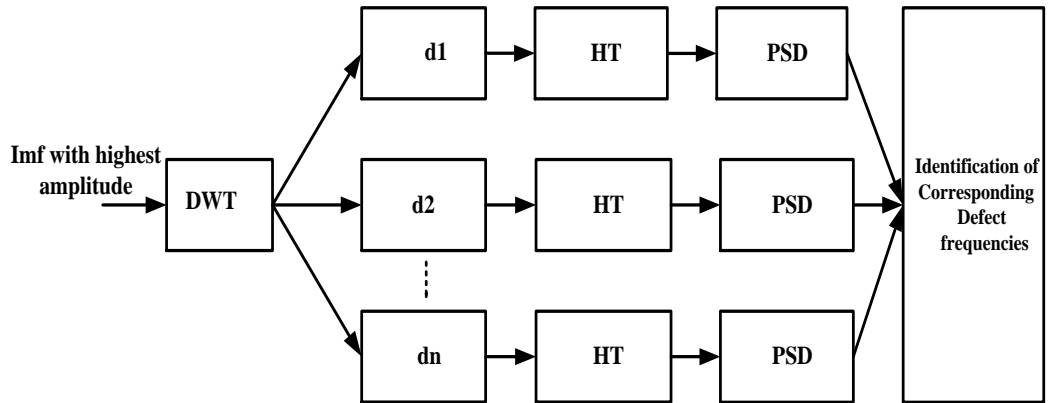 Imf with highest
amplitude
DWT
d1
HT
PSD
d2
HT
PSD
dn
HT
PSD
Identification of
Corresponding
Defect
frequencies